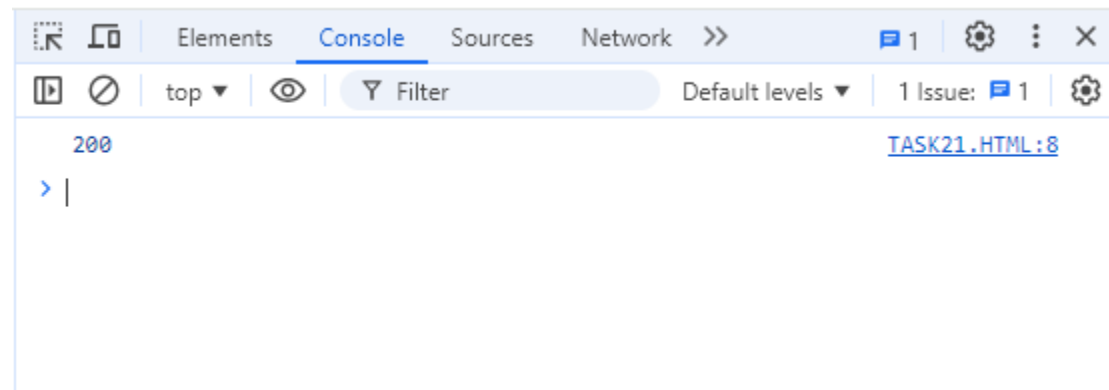 Elements Console Sources Network 1
top Filter Default levels 1 Issue: 1
200 TASK21.HTML:8